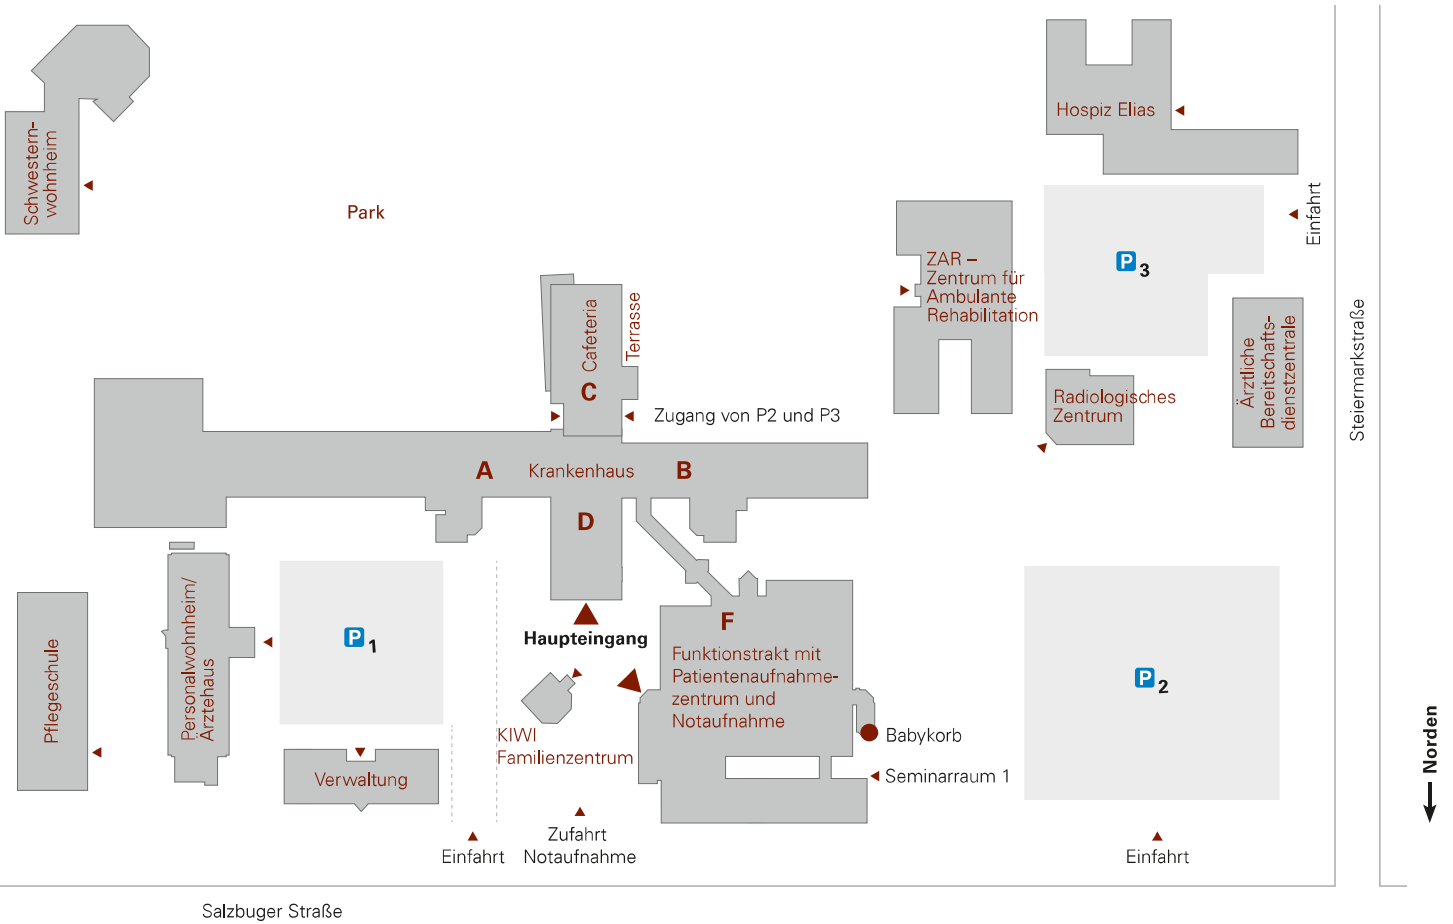 Hospiz Elias
Schwestern-
wohnheim
Park
Einfahrt
ZAR –
Zentrum für
Ambulante
Rehabilitation
P 3
Cafeteria
Terrasse
C
Zugang von P2 und P3
Radiologisches
Zentrum
Ärztliche
Bereitschafts-
dienstzentrale
Steiermarkstraße
A
Krankenhaus
B
D
Haupteingang
F
Funktionstrakt mit
Patientenaufnahme-
zentrum und
Notaufnahme
P 1
P 2
Pflegeschule
Personalwohnheim/
Ärztehaus
KIWI
Familienzentrum
Babykorb
Seminarraum 1
Verwaltung
Norden
Einfahrt
Zufahrt
Notaufnahme
Einfahrt
Salzbuger Straße